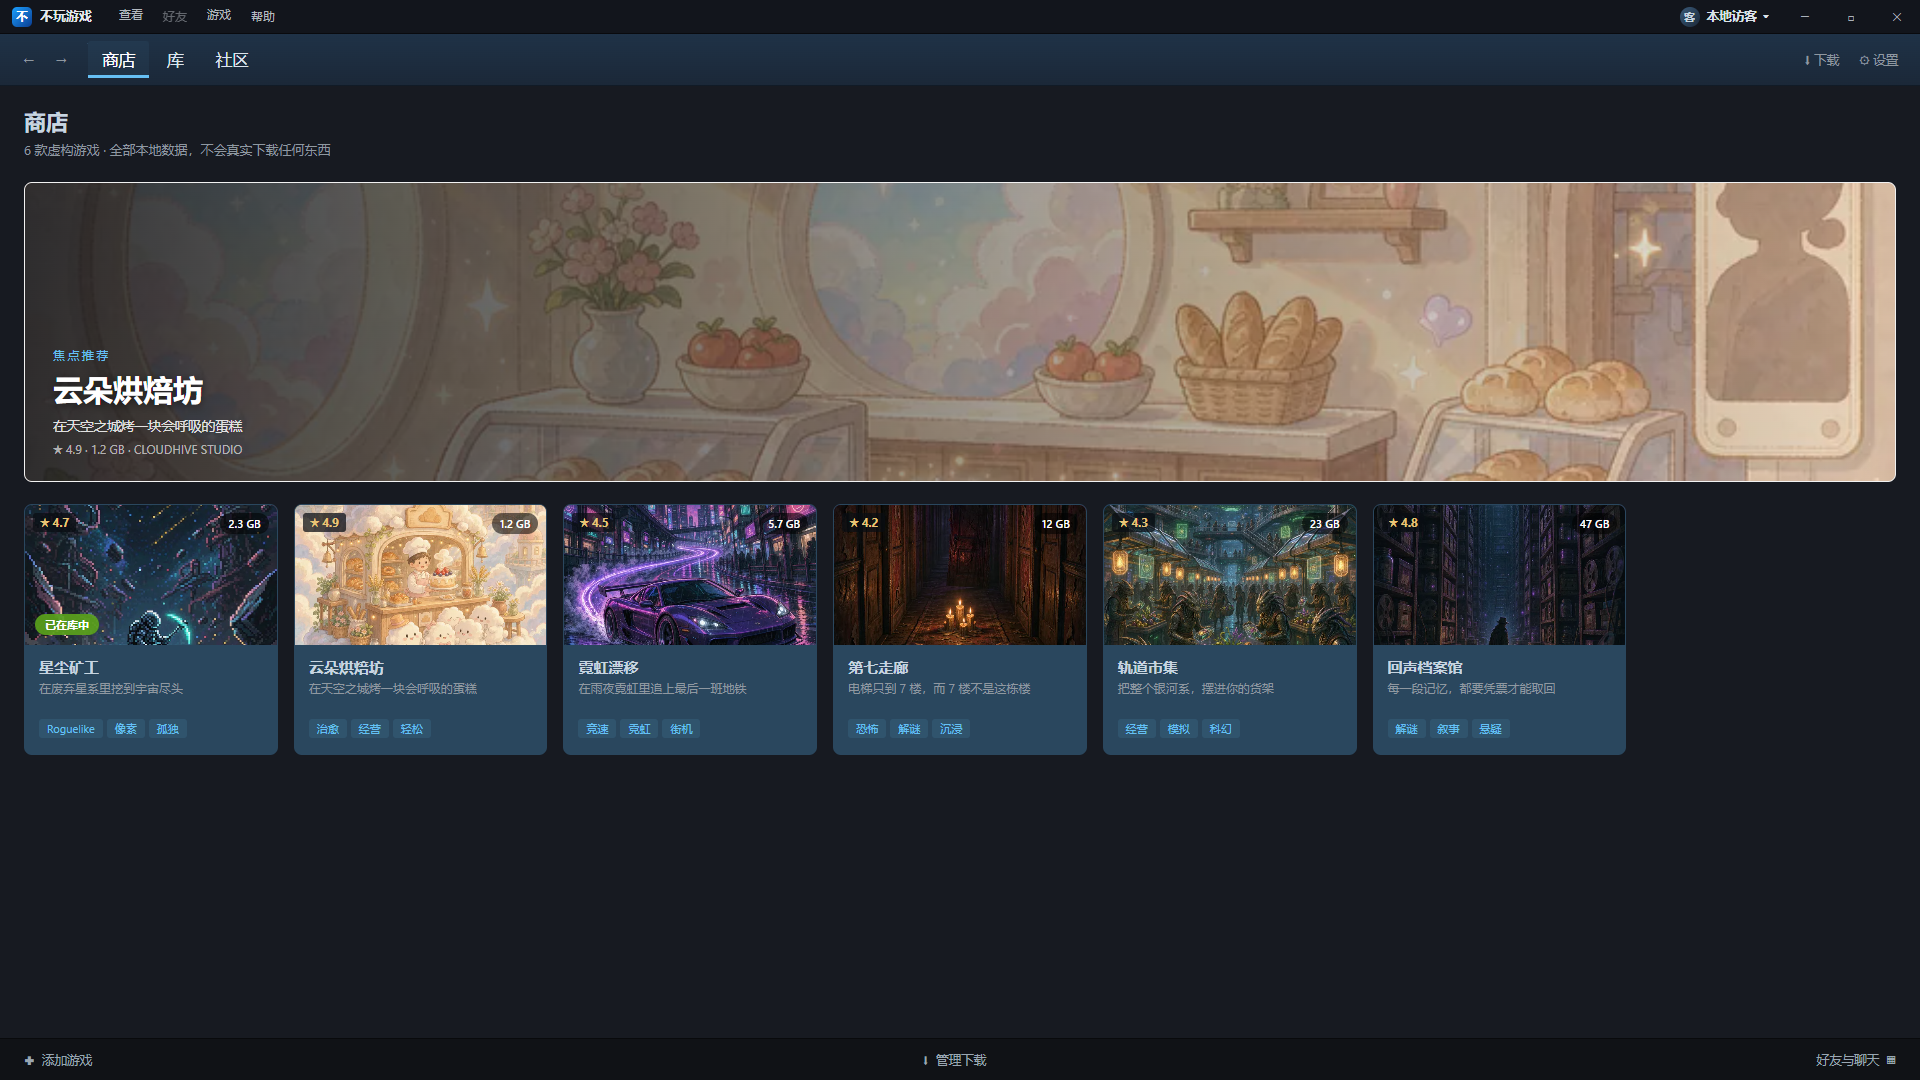 不 不玩游戏 查看 好友 游戏 帮助 客 本地访客
← → 商店 库 社区 下载 设置
商店
6 款虚构游戏 · 全部本地数据，不会真实下载任何东西
焦点推荐
云朵烘焙坊
在天空之城烤一块会呼吸的蛋糕
★ 4.9 · 1.2 GB · CLOUDHIVE STUDIO
★ 4.7 2.3 GB
已在库中
星尘矿工
在废弃星系里挖到宇宙尽头
Roguelike 像素 孤独
★ 4.9 1.2 GB
云朵烘焙坊
在天空之城烤一块会呼吸的蛋糕
治愈 经营 轻松
★ 4.5 5.7 GB
霓虹漂移
在雨夜霓虹里追上最后一班地铁
竞速 霓虹 街机
★ 4.2 12 GB
第七走廊
电梯只到 7 楼，而 7 楼不是这栋楼
恐怖 解谜 沉浸
★ 4.3 23 GB
轨道市集
把整个银河系，摆进你的货架
经营 模拟 科幻
★ 4.8 47 GB
回声档案馆
每一段记忆，都要凭票才能取回
解谜 叙事 悬疑
添加游戏 管理下载 好友与聊天